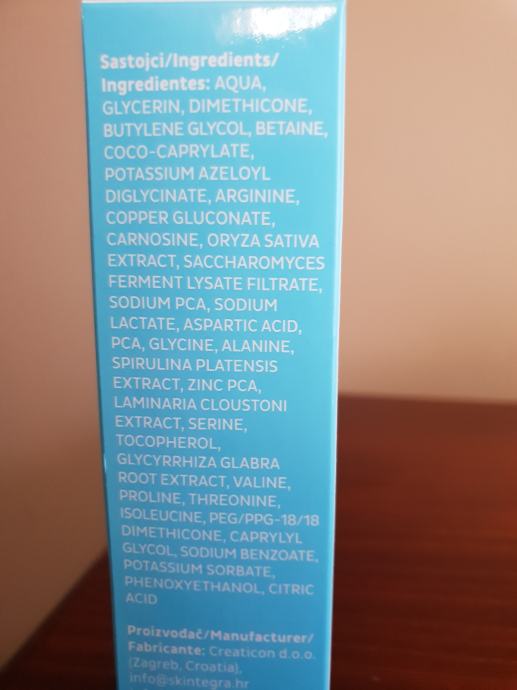 Sastojci/Ingredients/
Ingredientes: AQUA,
GLYCERIN, DIMETHICONE,
BUTYLENE GLYCOL, BETAINE,
COCO-CAPRYLATE,
POTASSIUM AZELOYL
DIGLYCINATE, ARGININE,
COPPER GLUCONATE,
CARNOSINE, ORYZA SATIVA
EXTRACT, SACCHAROMYCES
FERMENT LYSATE FILTRATE,
SODIUM PCA, SODIUM
LACTATE, ASPARTIC ACID,
PCA, GLYCINE, ALANINE,
SPIRULINA PLATENSIS
EXTRACT, ZINC PCA,
LAMINARIA CLOUSTONI
EXTRACT, SERINE,
TOCOPHEROL,
GLYCYRRHIZA GLABRA
ROOT EXTRACT, VALINE,
PROLINE, THREONINE,
ISOLEUCINE, PEG/PPG-18/18
DIMETHICONE, CAPRYLYL
GLYCOL, SODIUM BENZOATE,
POTASSIUM SORBATE,
PHENOXYETHANOL, CITRIC
ACID
Proizvođač/Manufacturer/
Fabricante: Creaticon d.o.o.
(Zagreb, Croatia),
info@skintegra.hr